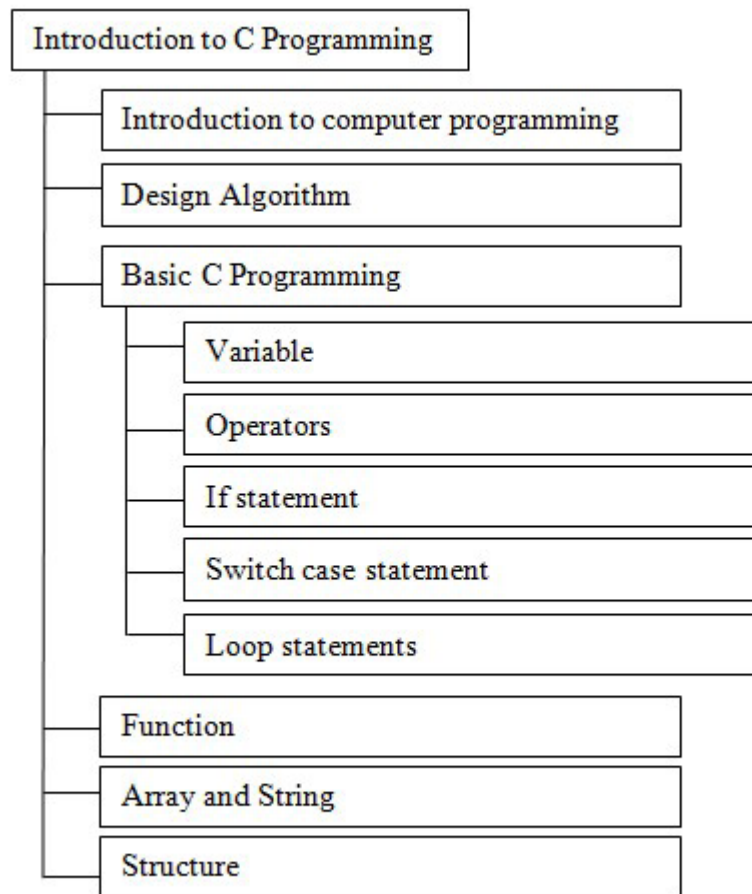 Introduction to C Programming
Introduction to computer programming
Design Algorithm
Basic C Programming
Variable
Operators
If statement
Switch case statement
Loop statements
Function
Array and String
Structure